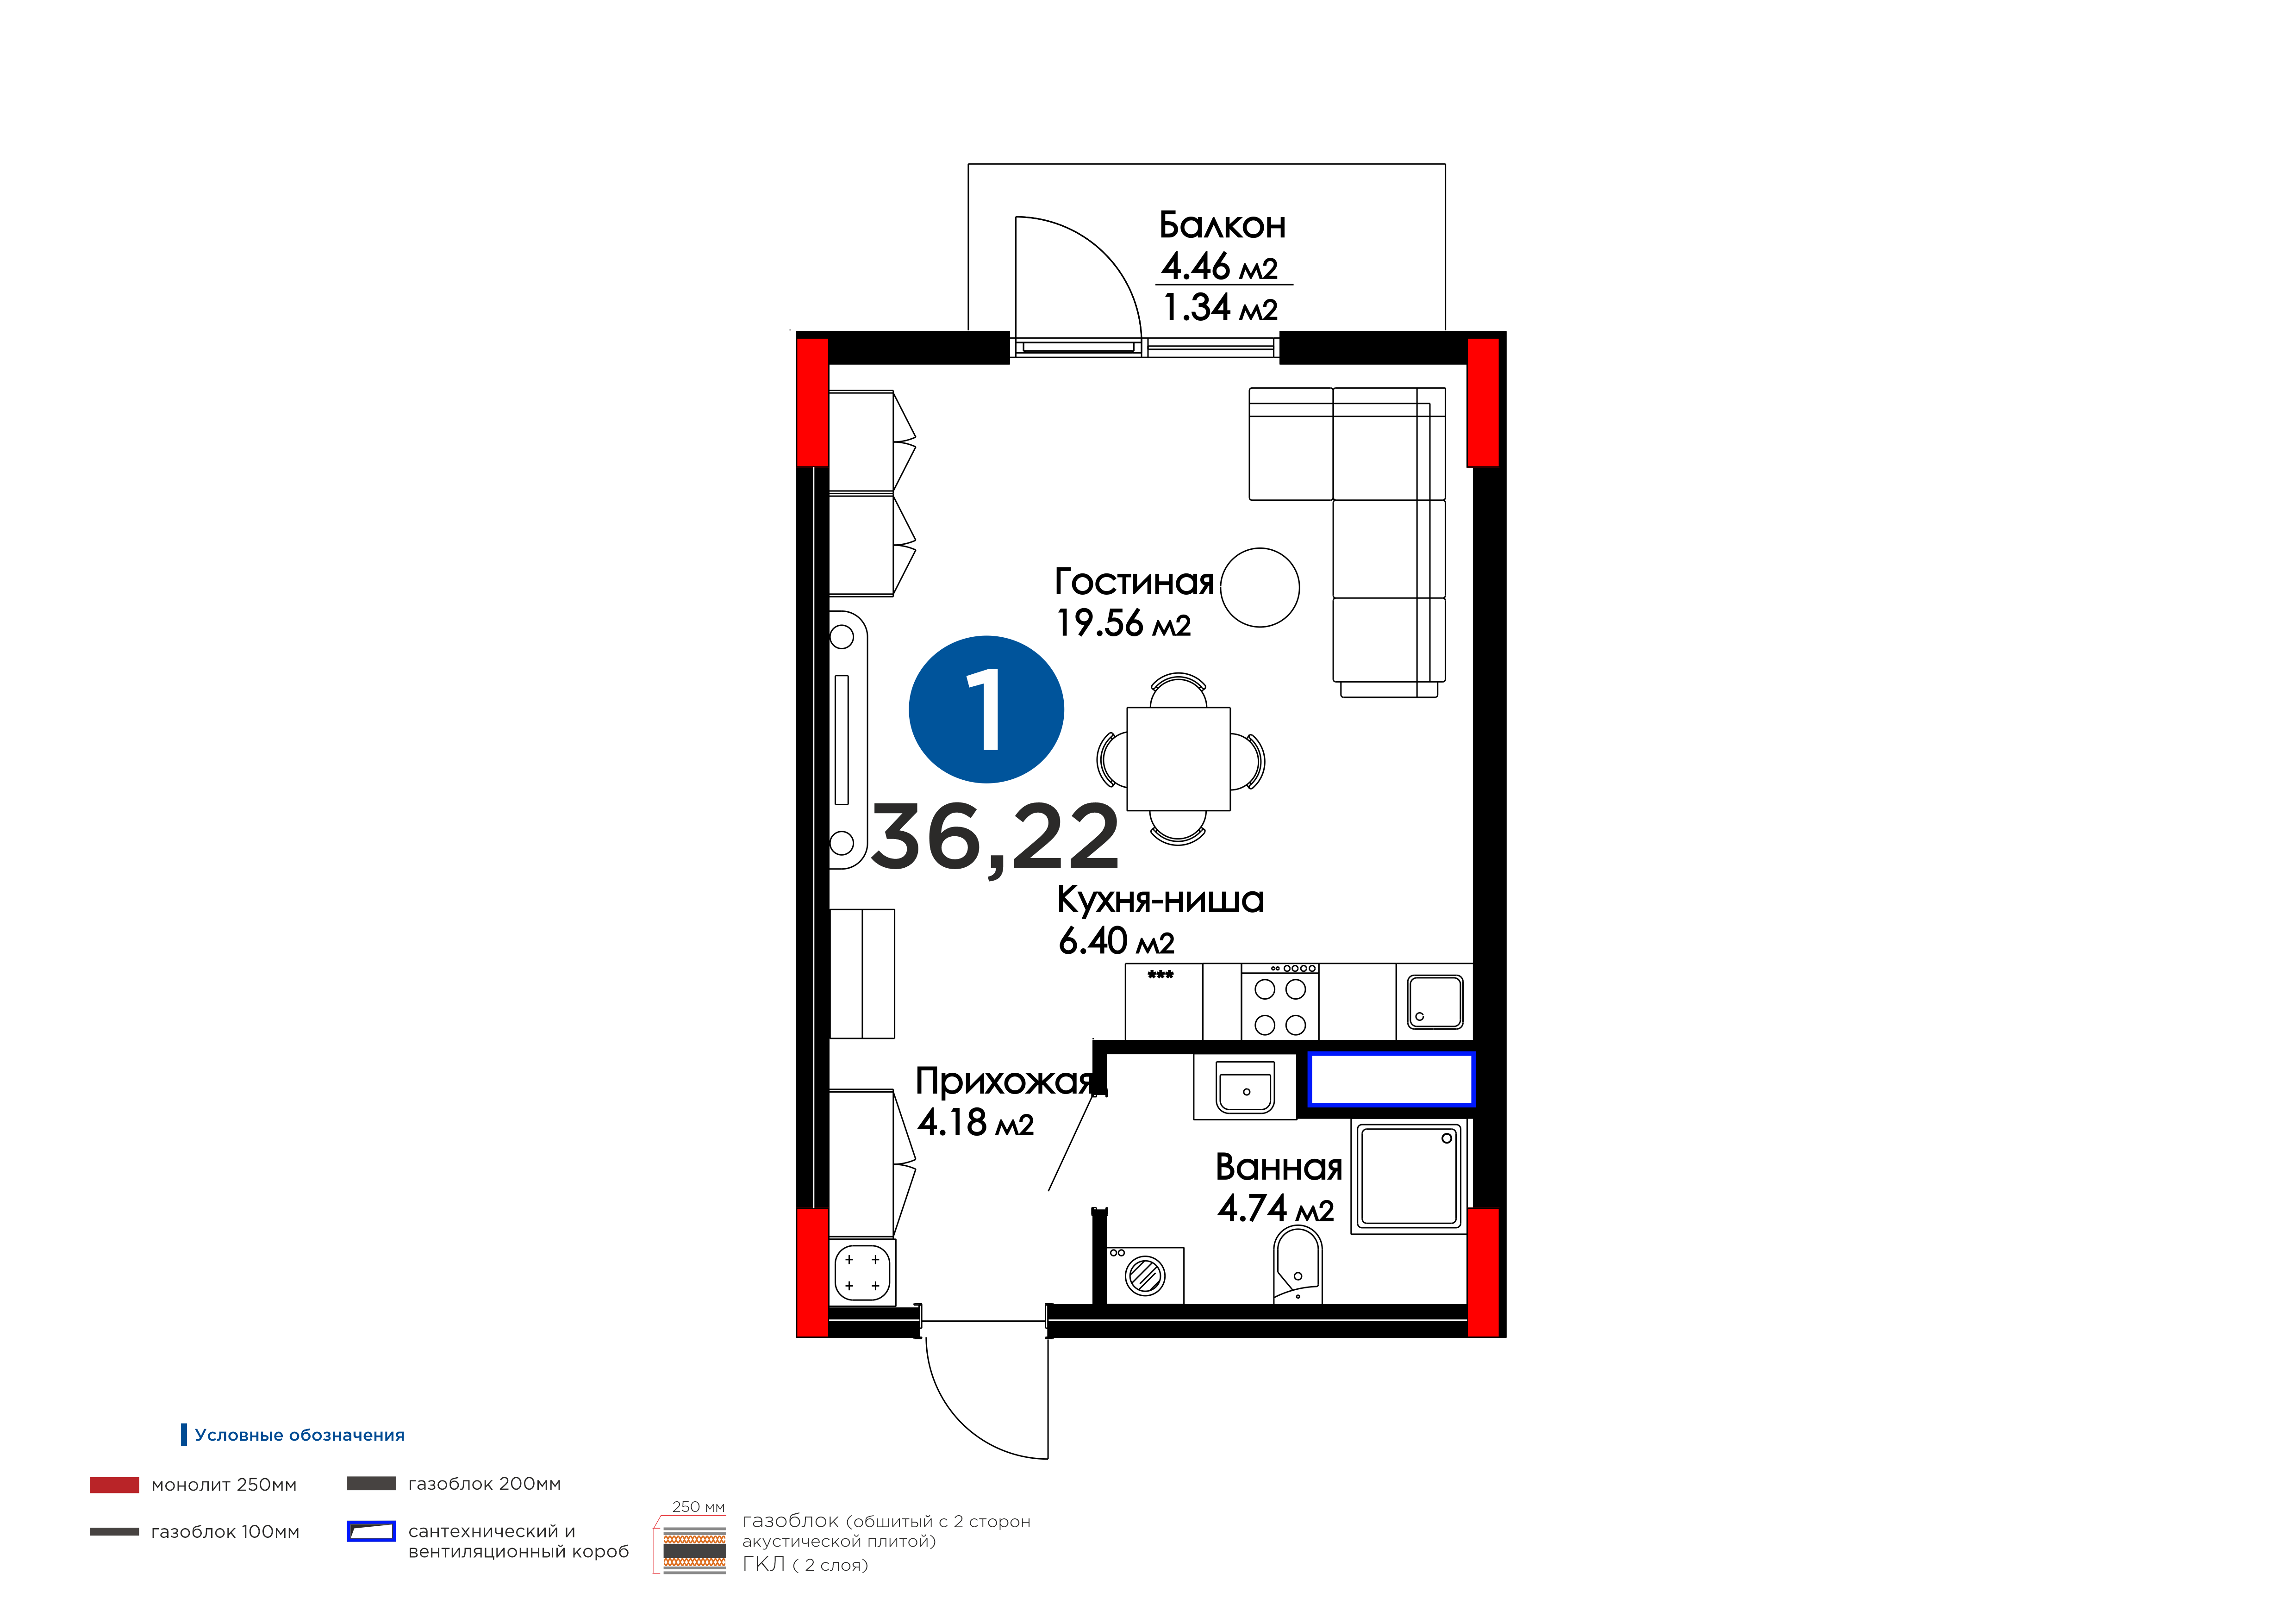 Балкон
4.46 м2
1.34 м2
Гостиная
19.56 м2
1
36,22
Кухня-ниша
6.40 м2
***
Прихожая
4.18 м2
Ванная
4.74 м2
Условные обозначения
монолит 250мм
газоблок 200мм
газоблок 100мм
сантехнический и
вентиляционный короб
250 мм
газоблок (обшитый с 2 сторон
акустической плитой)
ГКЛ ( 2 слоя)